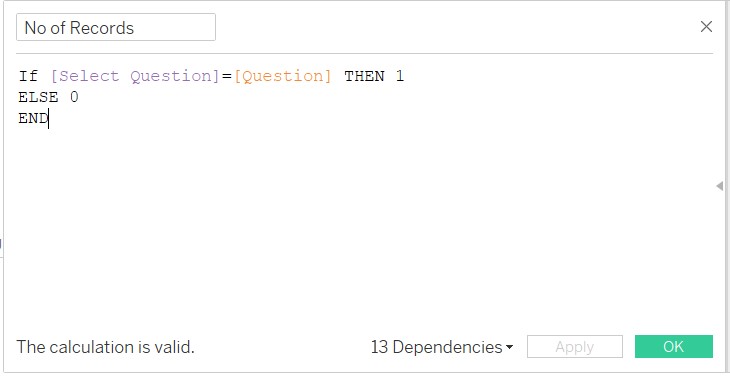 No of Records
If [Select Question]=[Question] THEN 1
ELSE 0
END
The calculation is valid.
13 Dependencies
Apply
OK